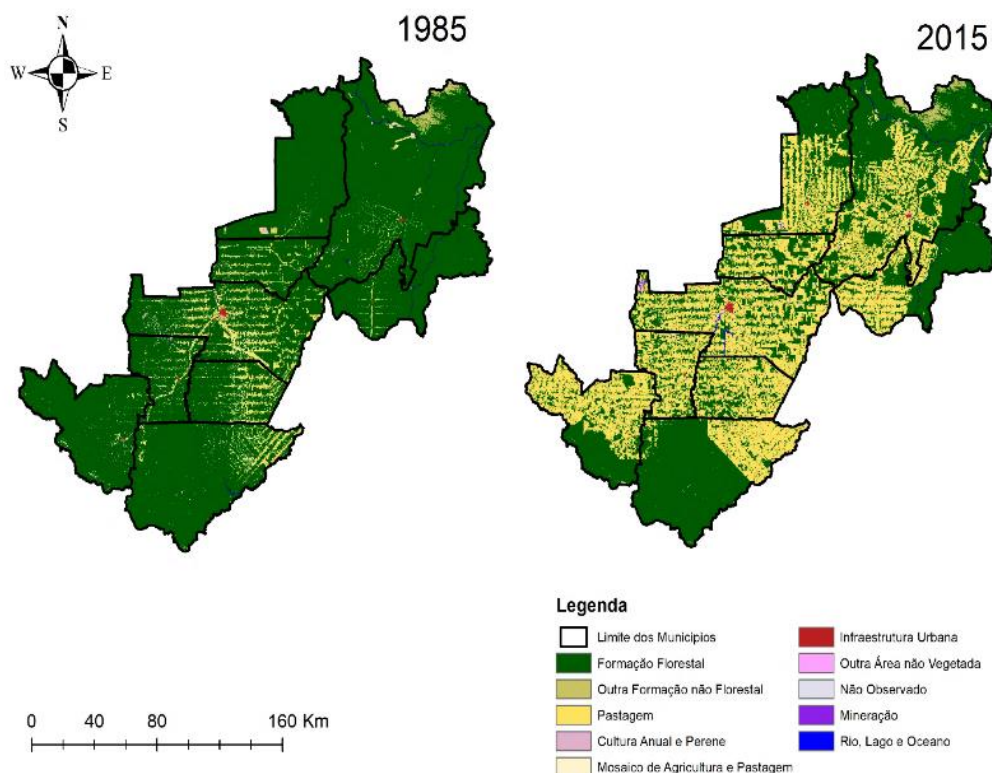 1985
2015
N
W E
S
Legenda
Limite dos Municípios
Formação Florestal
Outra Formação não Florestal
Pastagem
Cultura Anual e Perene
Mosaico de Agricultura e Pastagem
Infraestrutura Urbana
Outra Área não Vegetada
Não Observado
Mineração
Rio, Lago e Oceano
0 40 80 160 Km